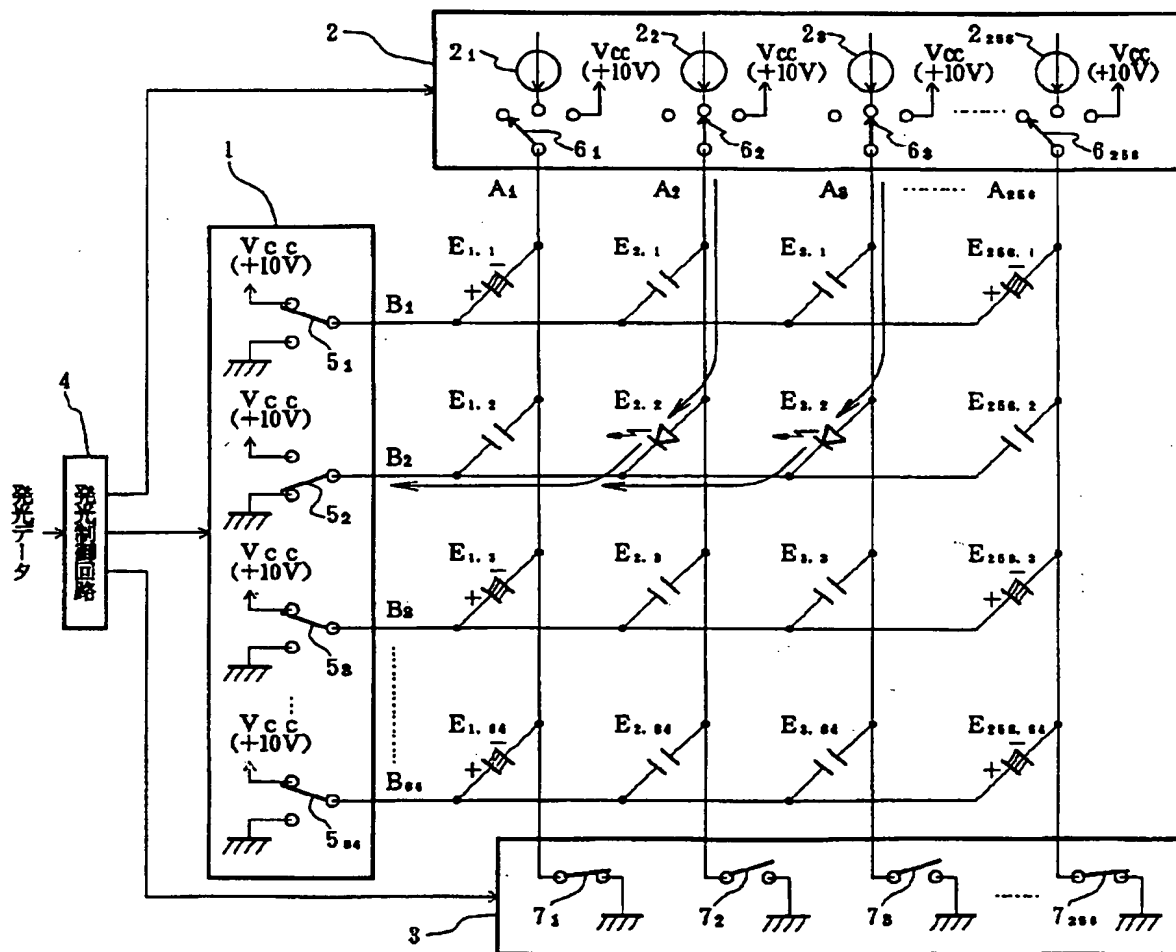 2
2₁
2₂
2₃
2₂₅₆
Vcc
(+10V)
Vcc
(+10V)
Vcc
(+10V)
Vcc
(+10V)
6₁
6₂
6₃
6₂₅₆
A₁
A₂
A₃
A₂₅₆
1
Vcc
(+10V)
B₁
5₁
E₁.₁
E₂.₁
E₃.₁
E₂₅₆.₁
+ −
+ −
4
発光データ
発光制御回路
Vcc
(+10V)
B₂
5₂
E₁.₂
E₂.₂
E₃.₂
E₂₅₆.₂
Vcc
(+10V)
B₃
5₃
E₁.₃
E₂.₃
E₃.₃
E₂₅₆.₃
+ −
+ −
Vcc
(+10V)
B₆₄
5₆₄
E₁.₆₄
E₂.₆₄
E₃.₆₄
E₂₅₆.₆₄
+ −
+ −
3
7₁
7₂
7₃
7₂₅₆